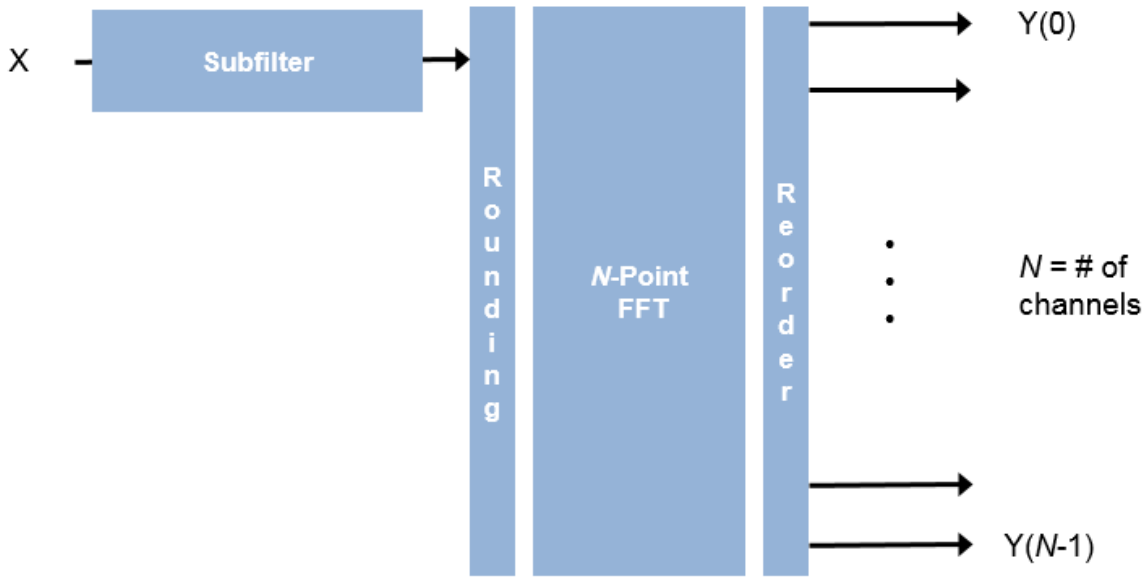 X
Subfilter
Rounding
N-Point
FFT
Reorder
Y(0)
N = # of
channels
Y(N-1)